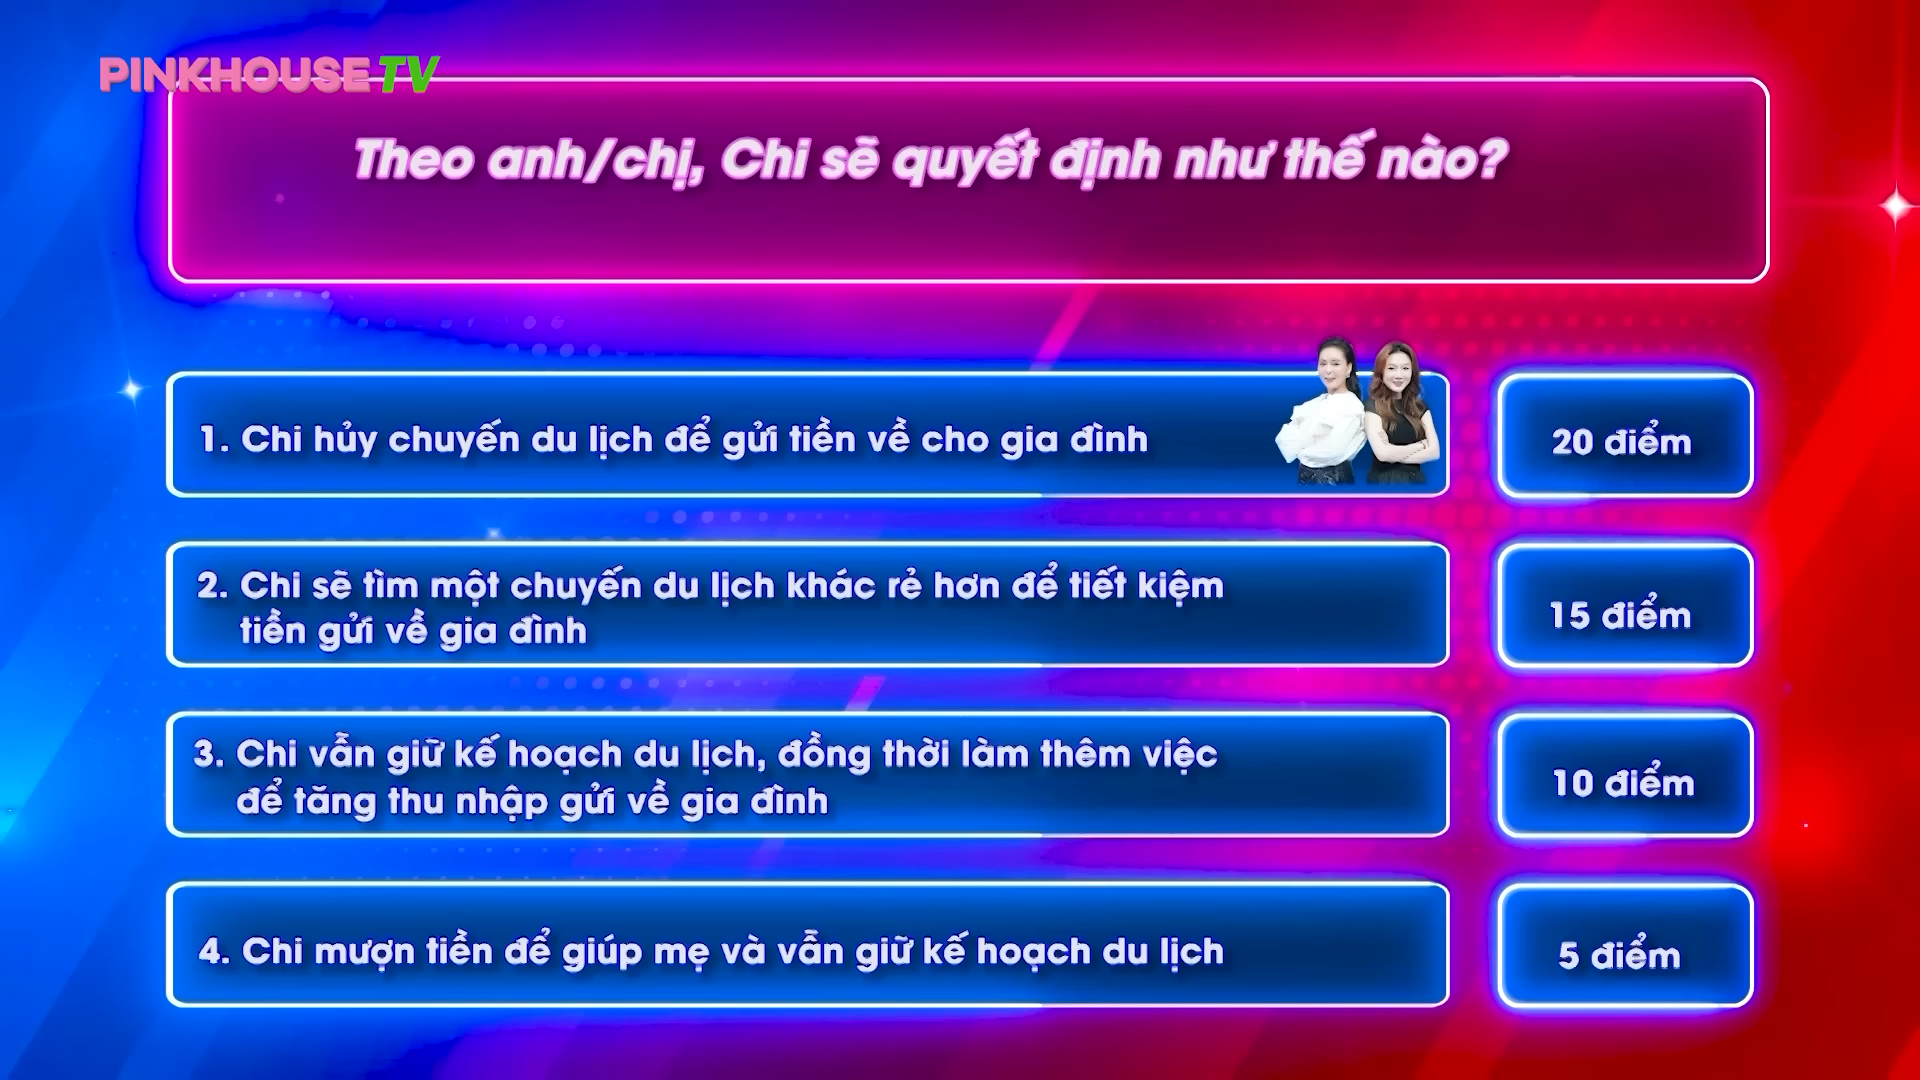 PINKHOUSE TV
Theo anh/chị, Chi sẽ quyết định như thế nào?
1. Chi hủy chuyến du lịch để gửi tiền về cho gia đình
20 điểm
2. Chi sẽ tìm một chuyến du lịch khác rẻ hơn để tiết kiệm
tiền gửi về gia đình
15 điểm
3. Chi vẫn giữ kế hoạch du lịch, đồng thời làm thêm việc
để tăng thu nhập gửi về gia đình
10 điểm
4. Chi mượn tiền để giúp mẹ và vẫn giữ kế hoạch du lịch
5 điểm